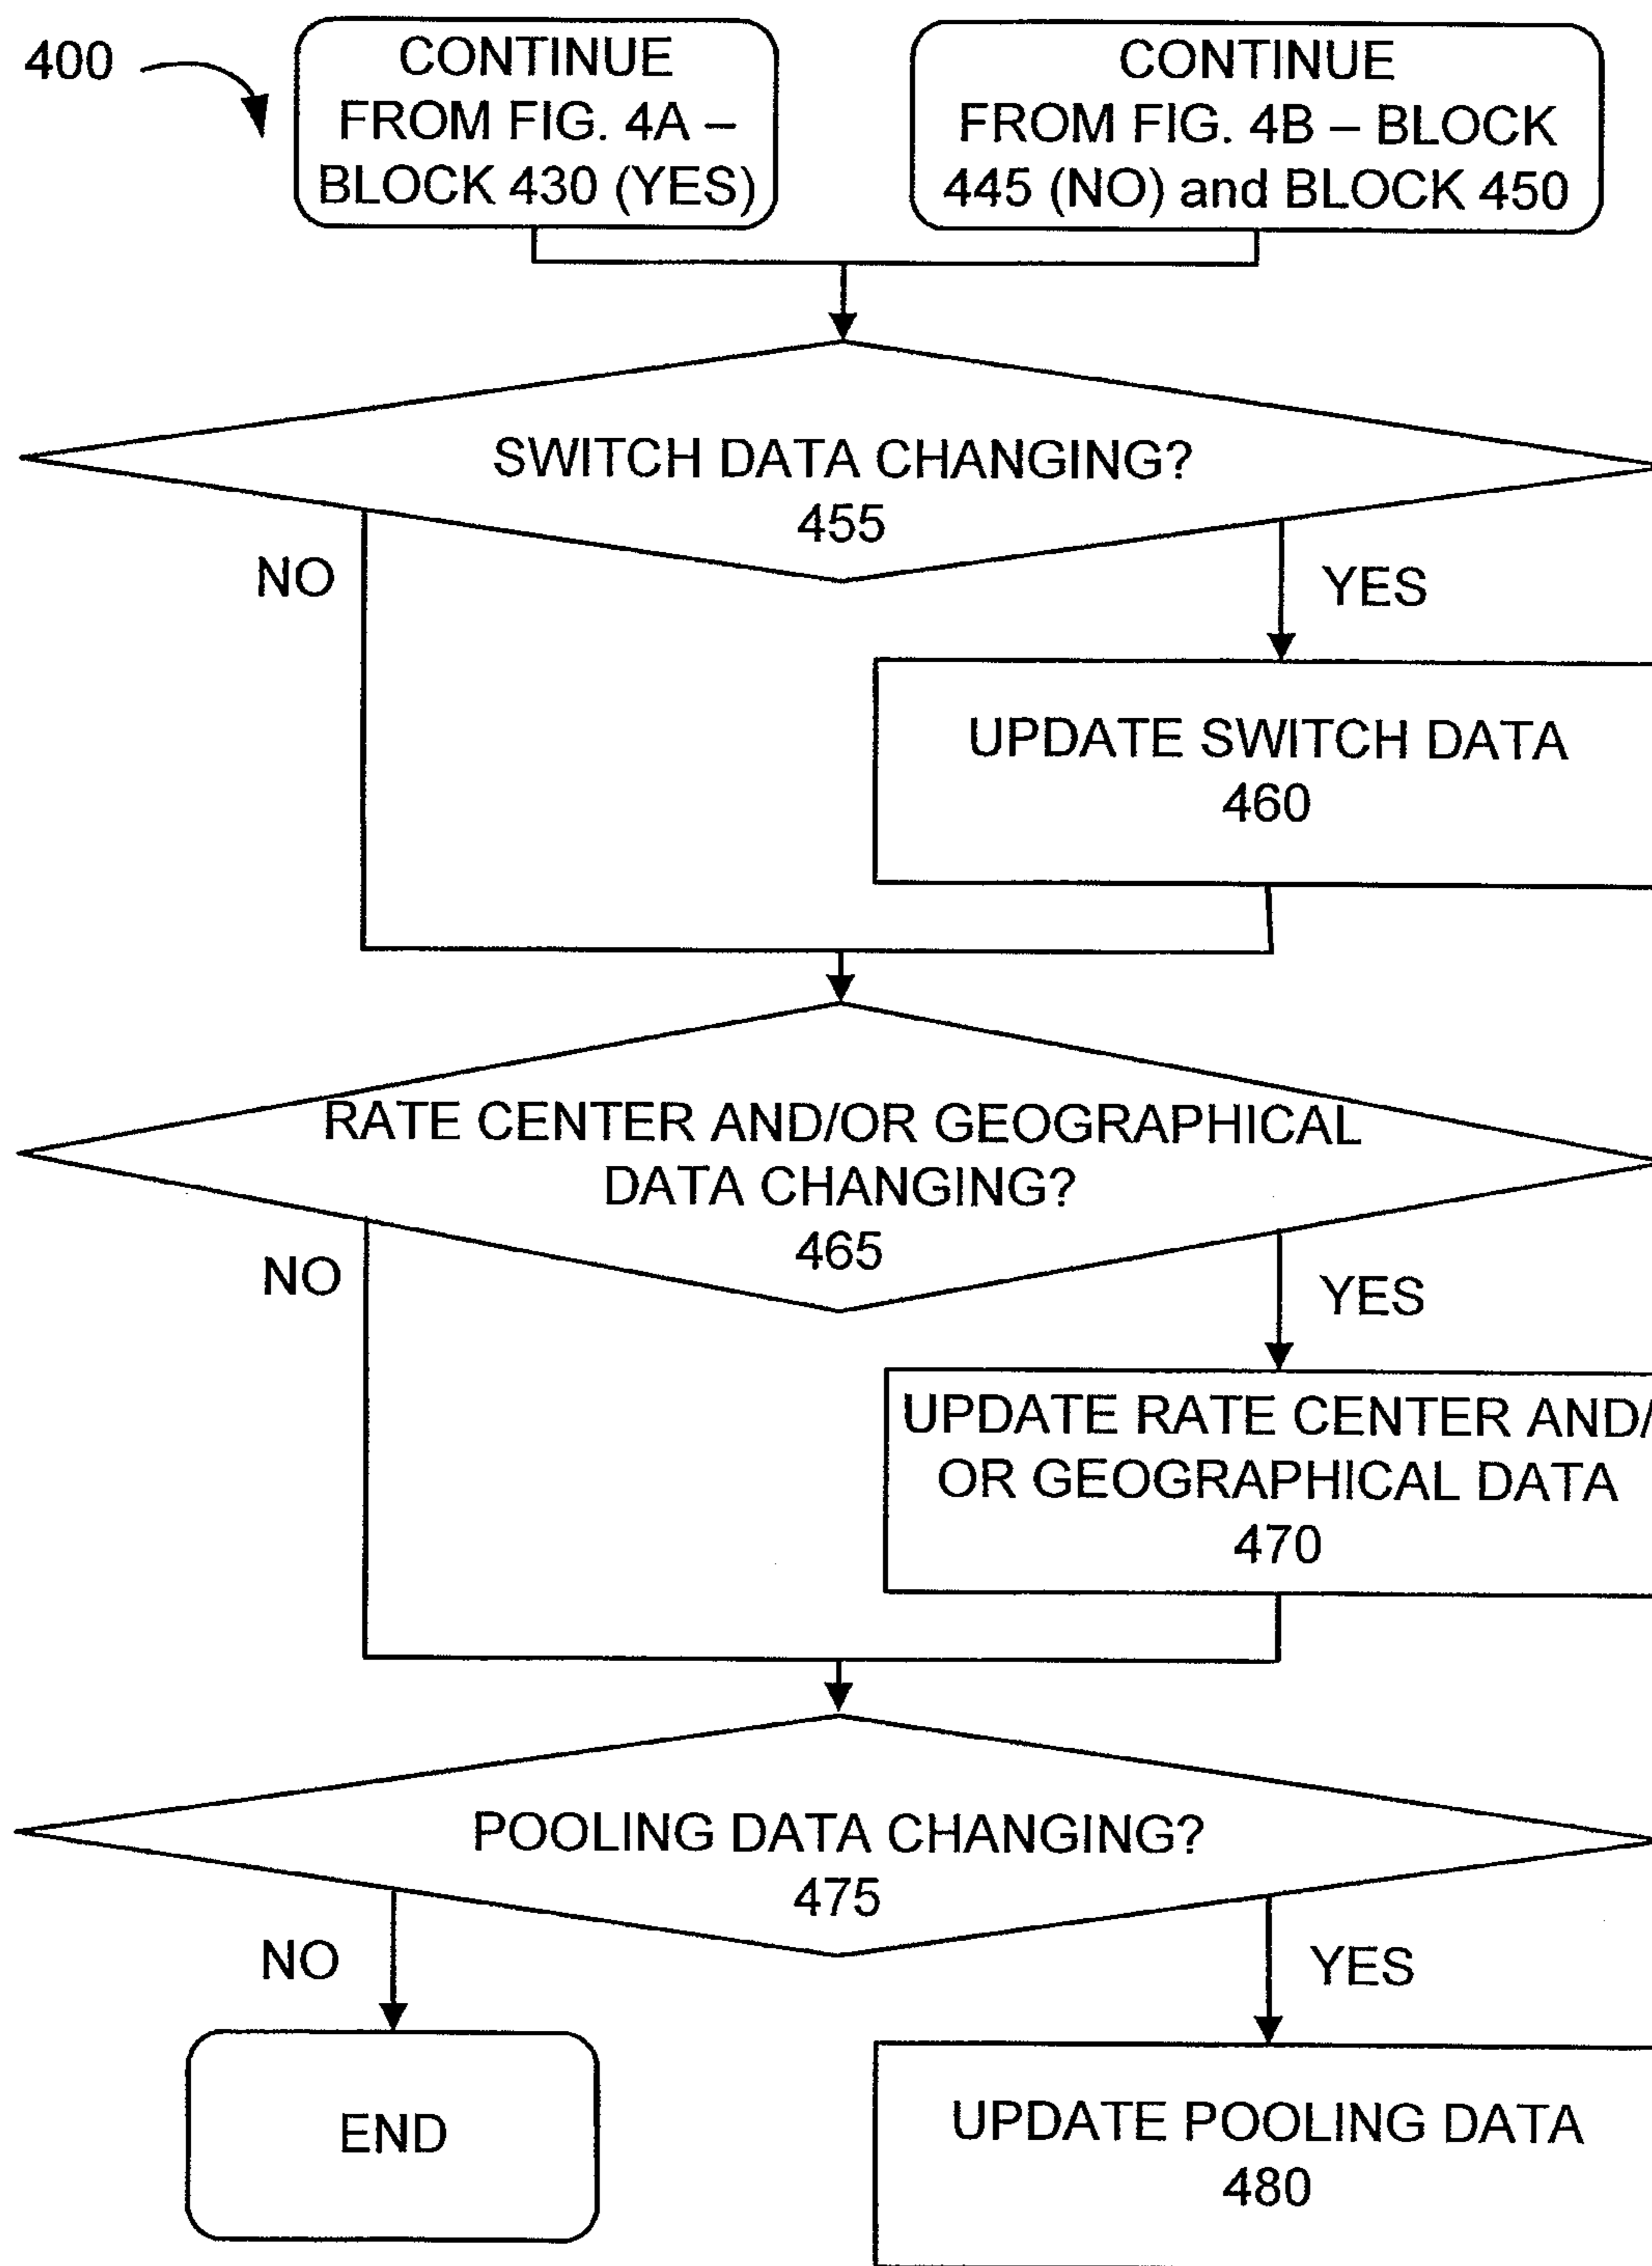 400
CONTINUE
FROM FIG. 4A –
BLOCK 430 (YES)
CONTINUE
FROM FIG. 4B – BLOCK
445 (NO) and BLOCK 450
SWITCH DATA CHANGING?
455
NO
YES
UPDATE SWITCH DATA
460
RATE CENTER AND/OR GEOGRAPHICAL
DATA CHANGING?
465
NO
YES
UPDATE RATE CENTER AND/
OR GEOGRAPHICAL DATA
470
POOLING DATA CHANGING?
475
NO
YES
END
UPDATE POOLING DATA
480